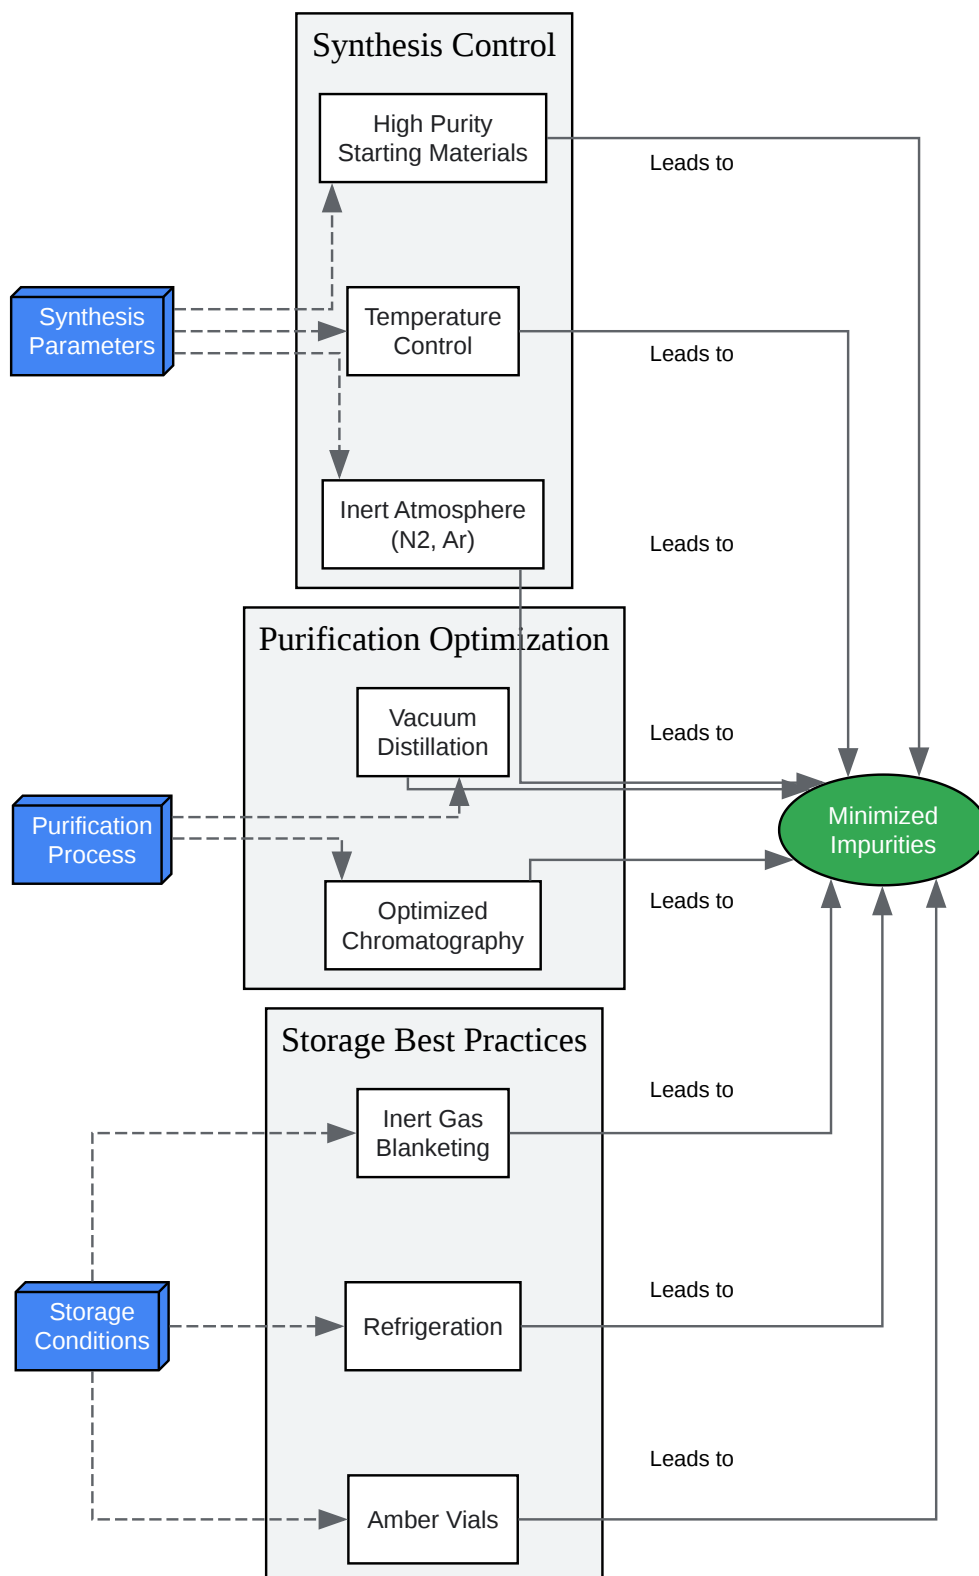 Synthesis Control
High Purity
Starting Materials
Leads to
Synthesis
Parameters
Temperature
Control
Leads to
Inert Atmosphere
(N2, Ar)
Leads to
Purification Optimization
Vacuum
Distillation
Leads to
Purification
Process
Minimized
Impurities
Optimized
Chromatography
Leads to
Storage Best Practices
Inert Gas
Blanketing
Leads to
Storage
Conditions
Refrigeration
Leads to
Amber Vials
Leads to